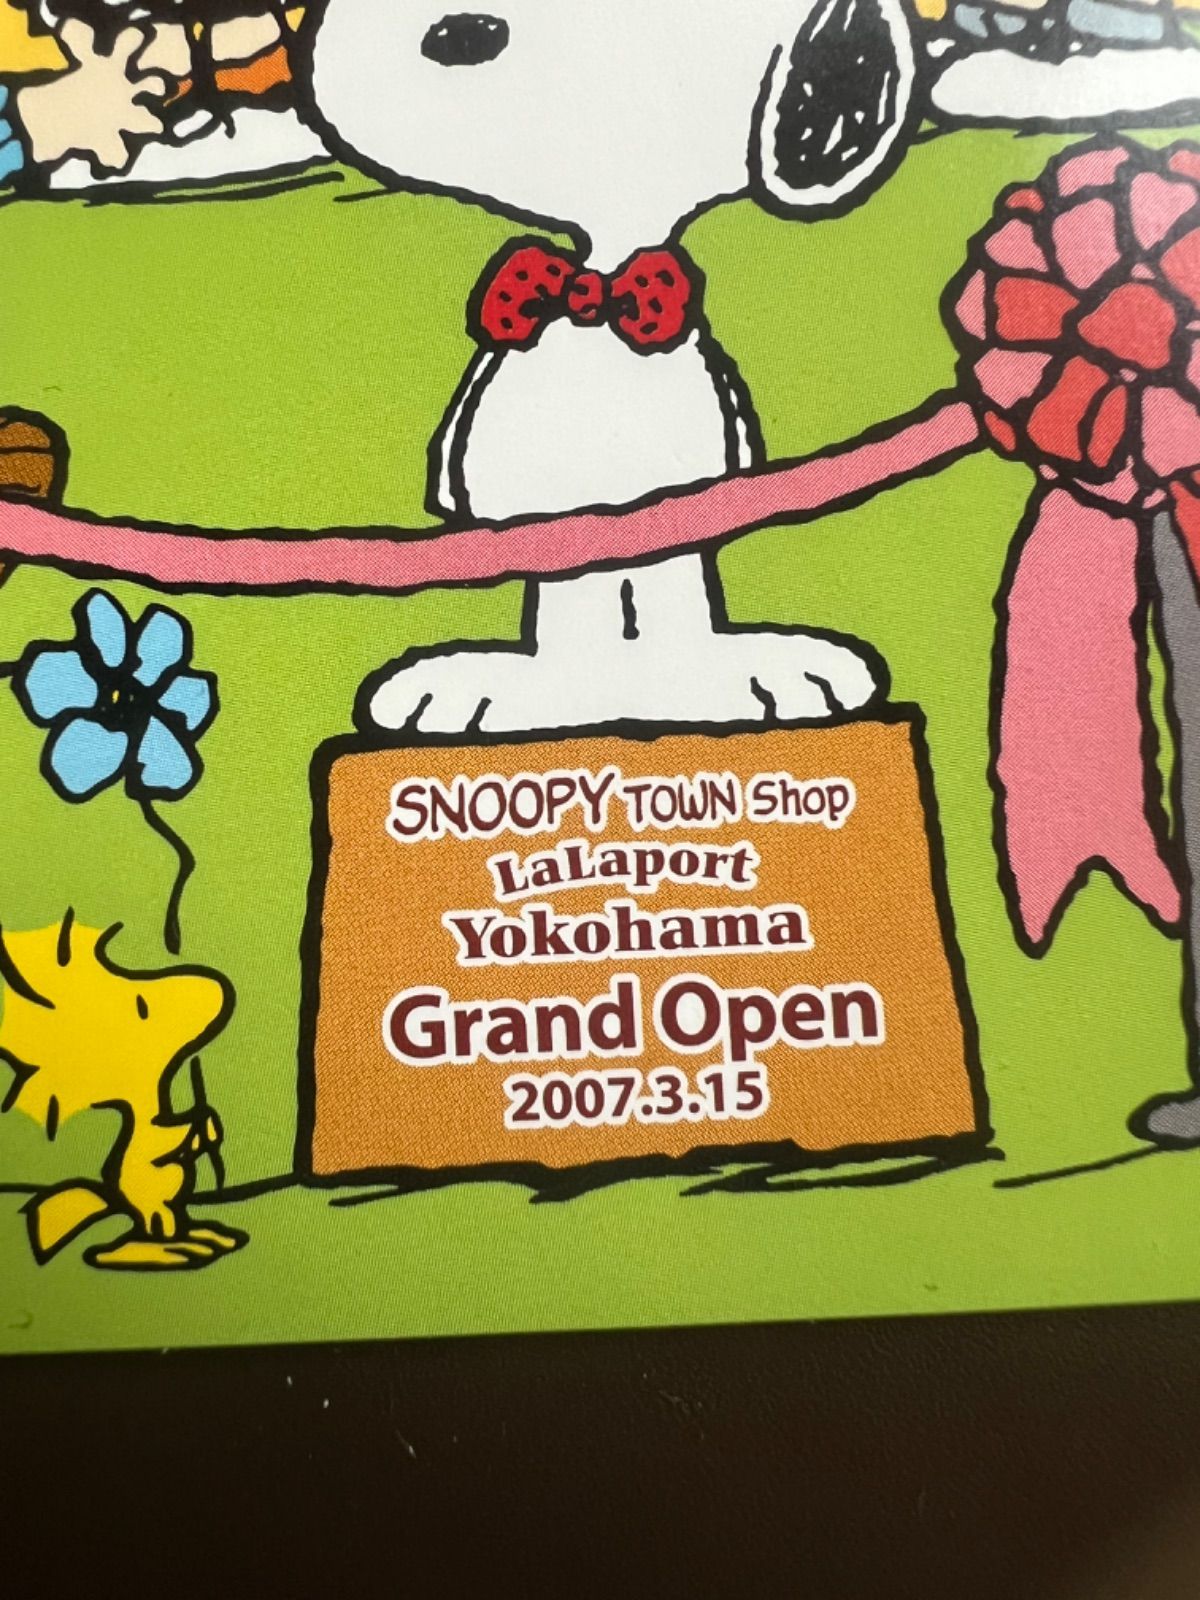 SNOOPY TOWN Shop
LaLaport
Yokohama
Grand Open
2007.3.15